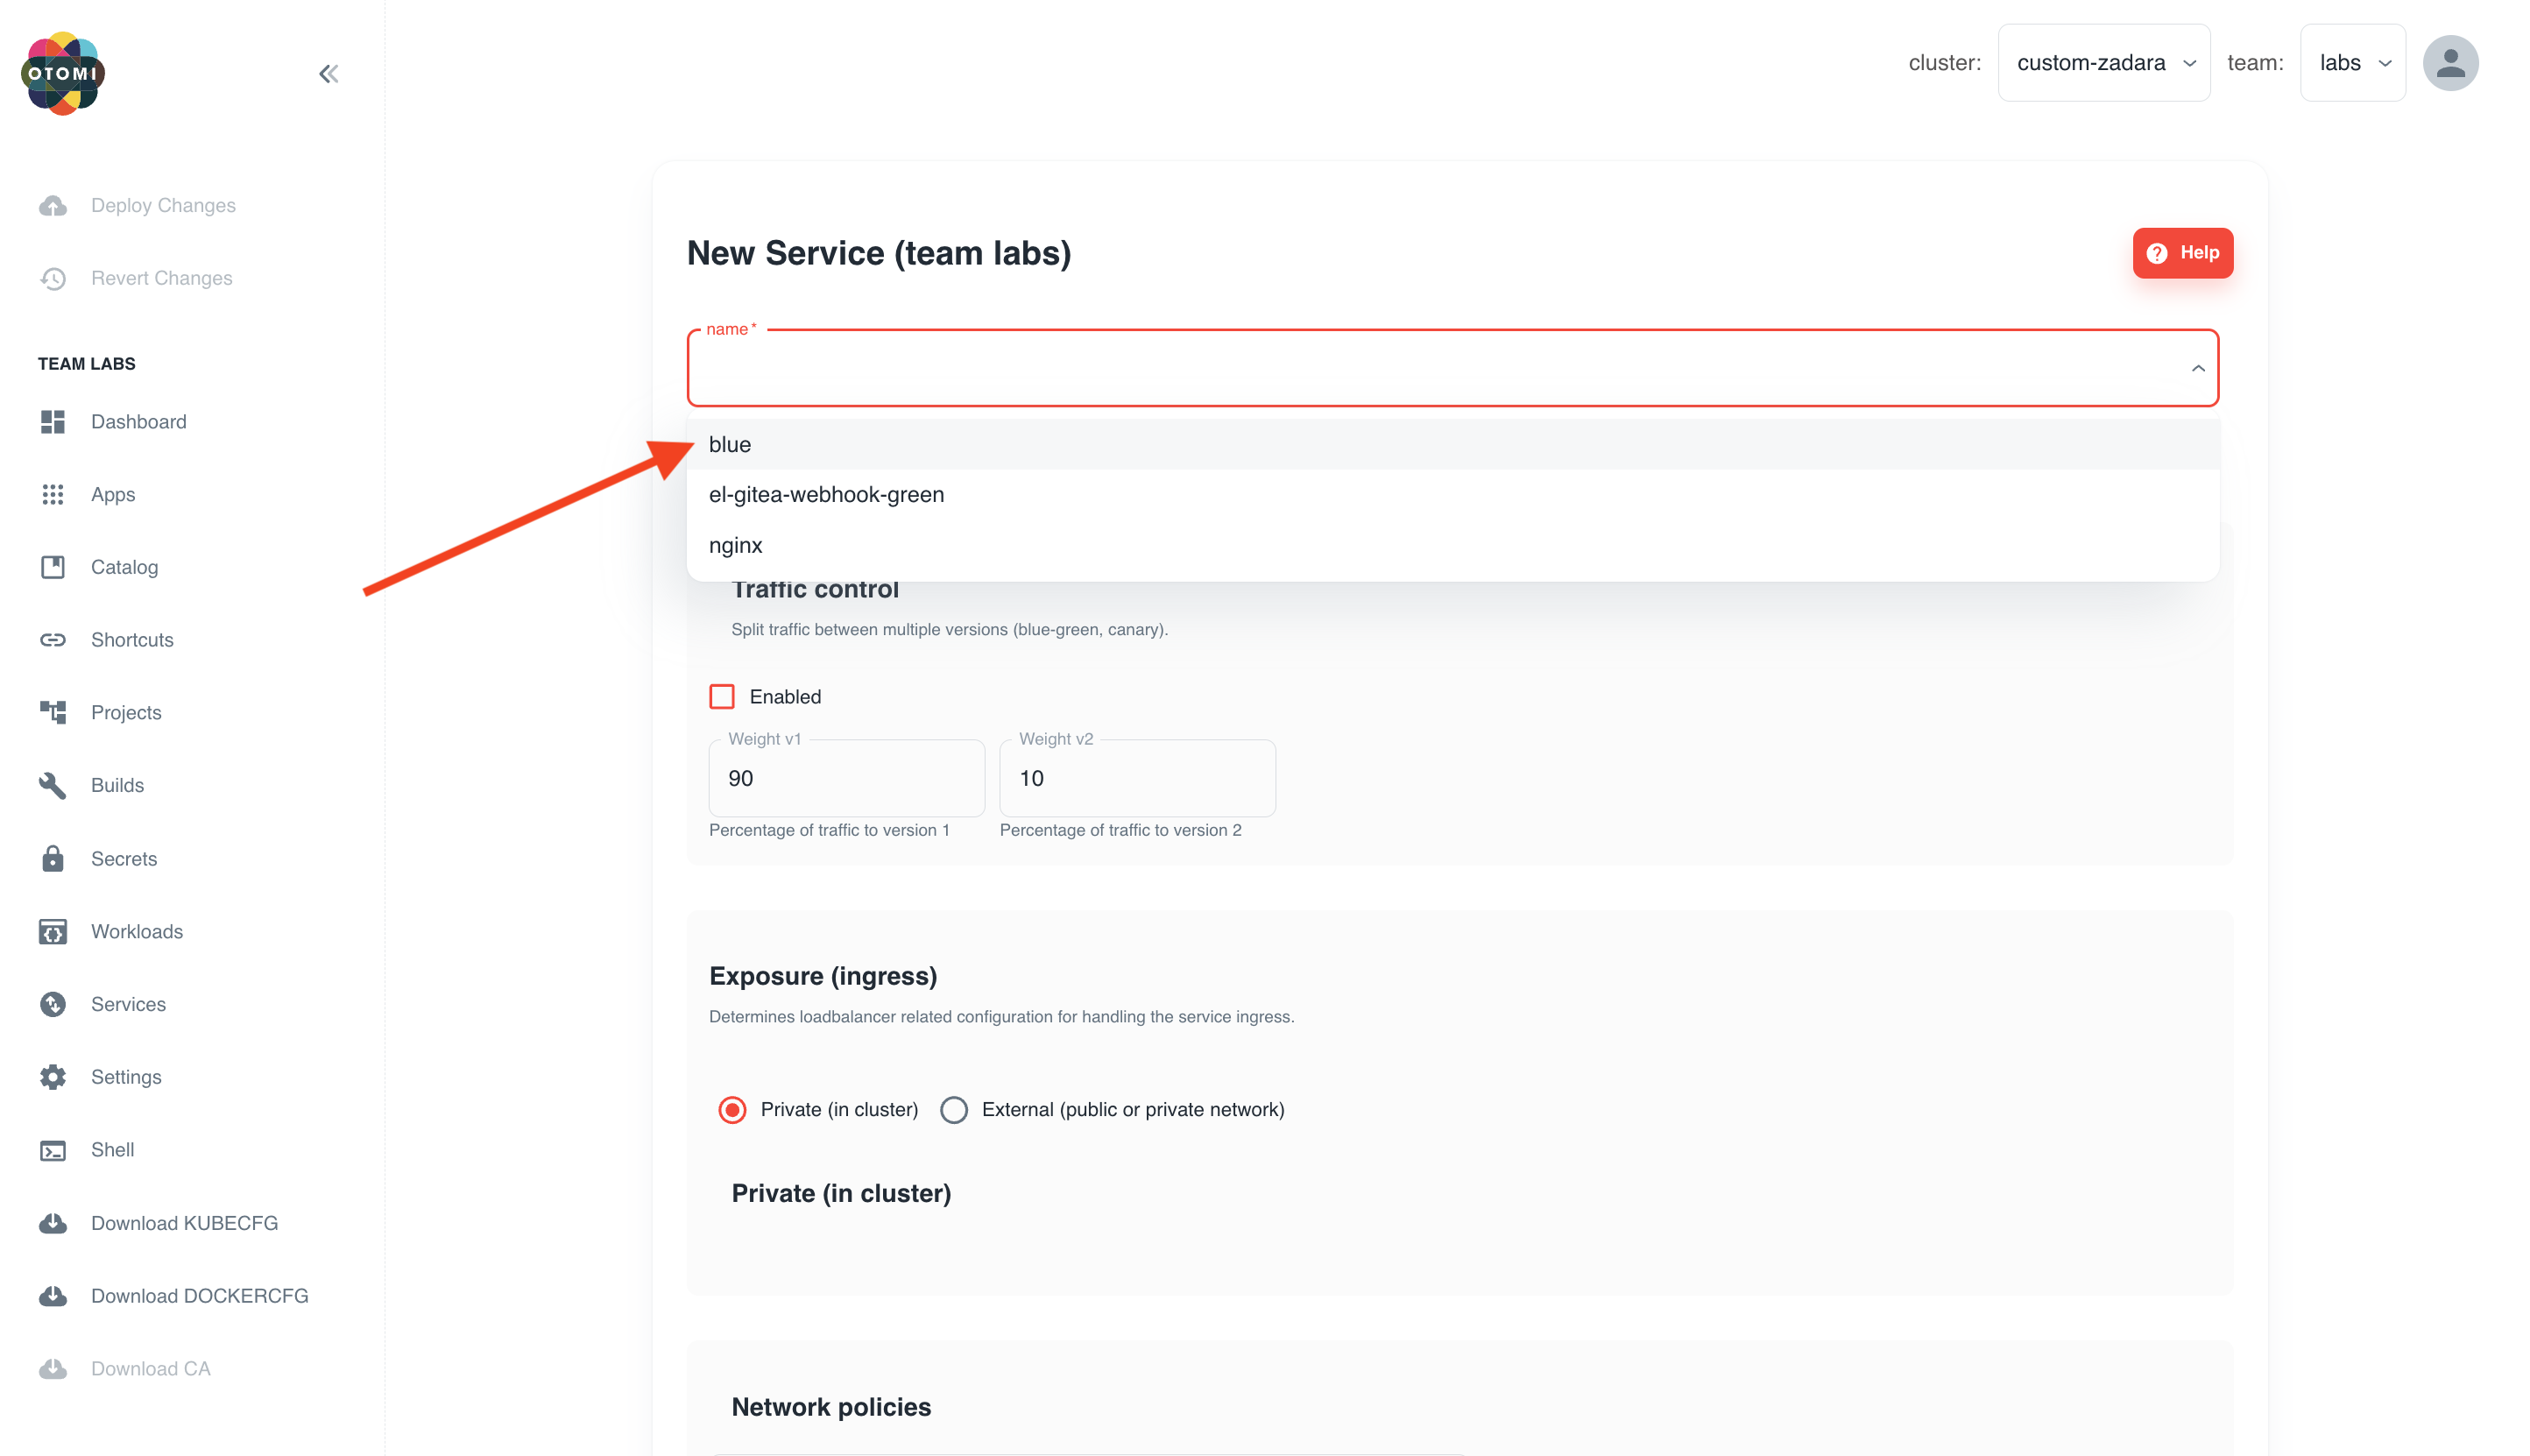 OTOMI
cluster: custom-zadara team: labs
Deploy Changes
Revert Changes
TEAM LABS
Dashboard
Apps
Catalog
Shortcuts
Projects
Builds
Secrets
Workloads
Services
Settings
Shell
Download KUBECFG
Download DOCKERCFG
Download CA
New Service (team labs)
Help
name *
blue
el-gitea-webhook-green
nginx
Traffic control
Split traffic between multiple versions (blue-green, canary).
Enabled
Weight v1 Weight v2
90 10
Percentage of traffic to version 1 Percentage of traffic to version 2
Exposure (ingress)
Determines loadbalancer related configuration for handling the service ingress.
Private (in cluster) External (public or private network)
Private (in cluster)
Network policies